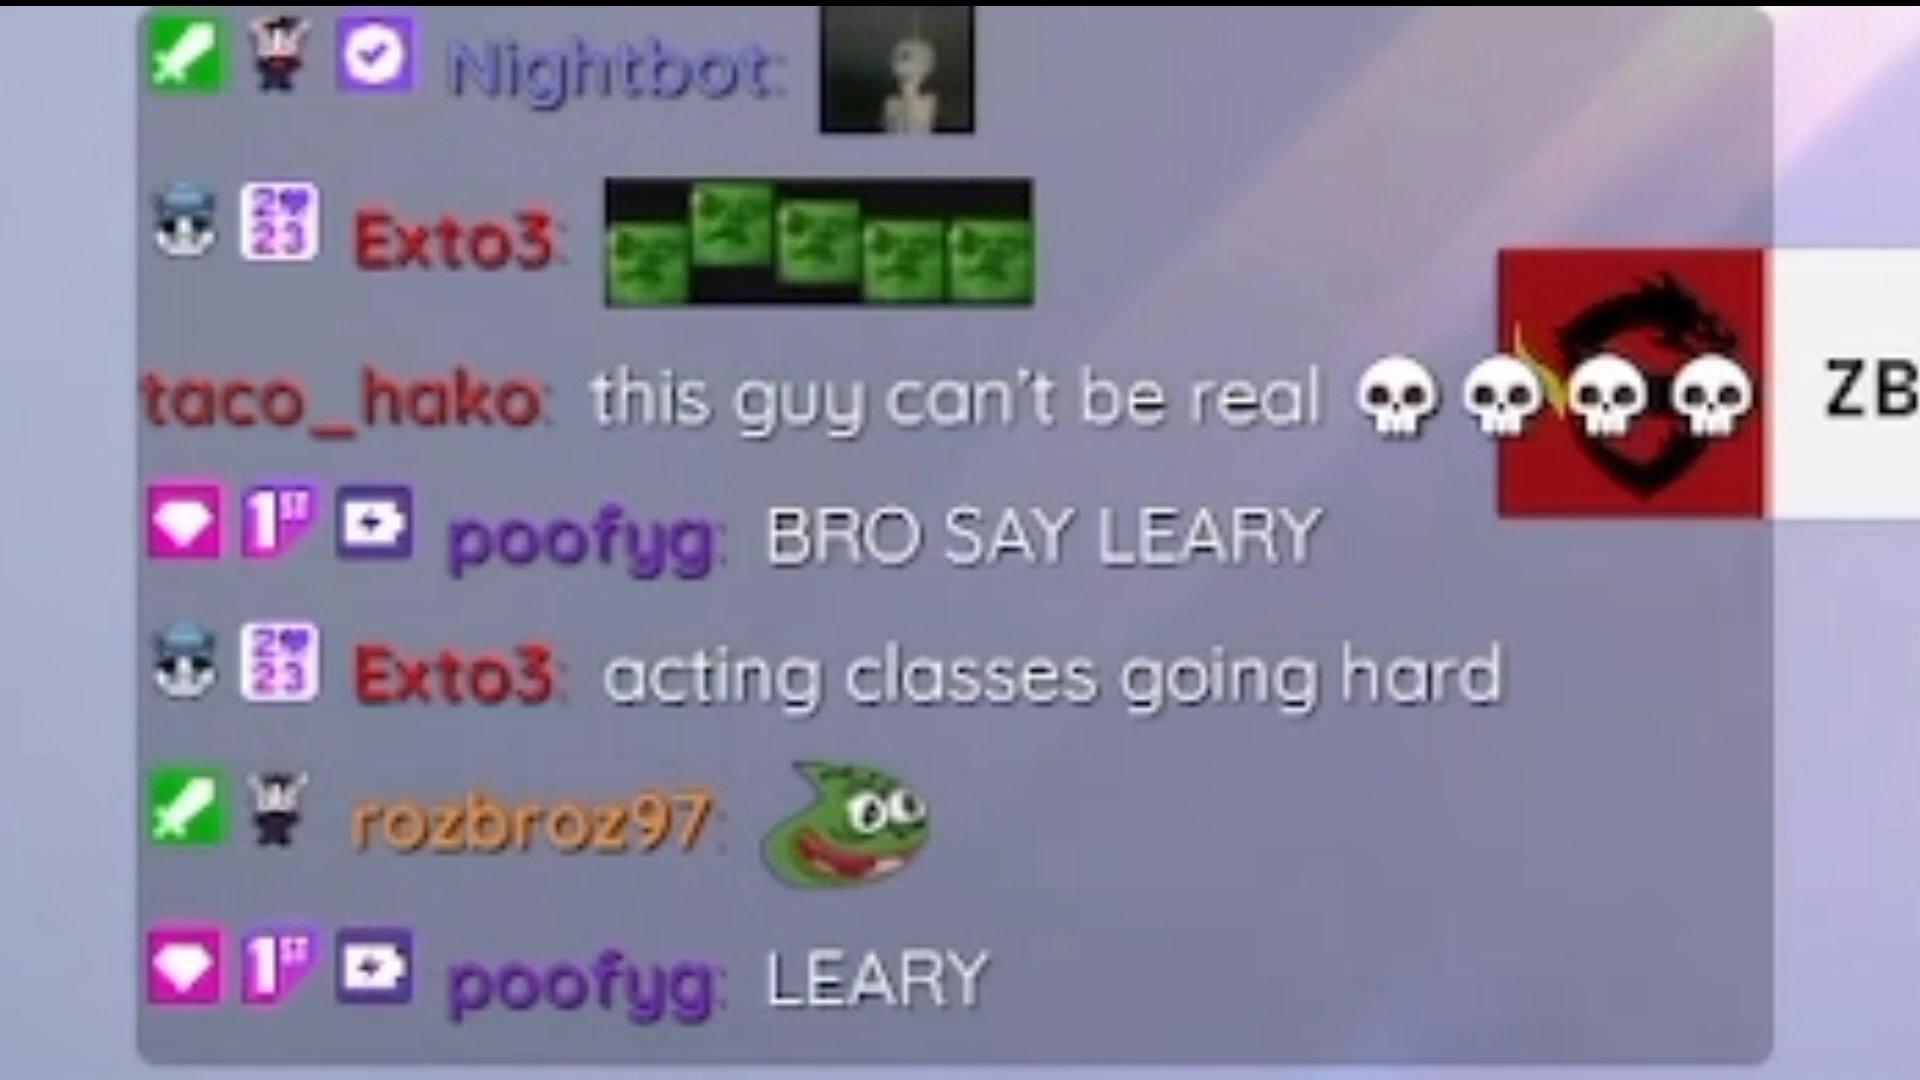 Nightbot:
Exto3:
taco_hako: this guy can't be real 💀 💀 💀 💀
ZB
poofyg: BRO SAY LEARY
Exto3: acting classes going hard
rozbroz97:
poofyg: LEARY